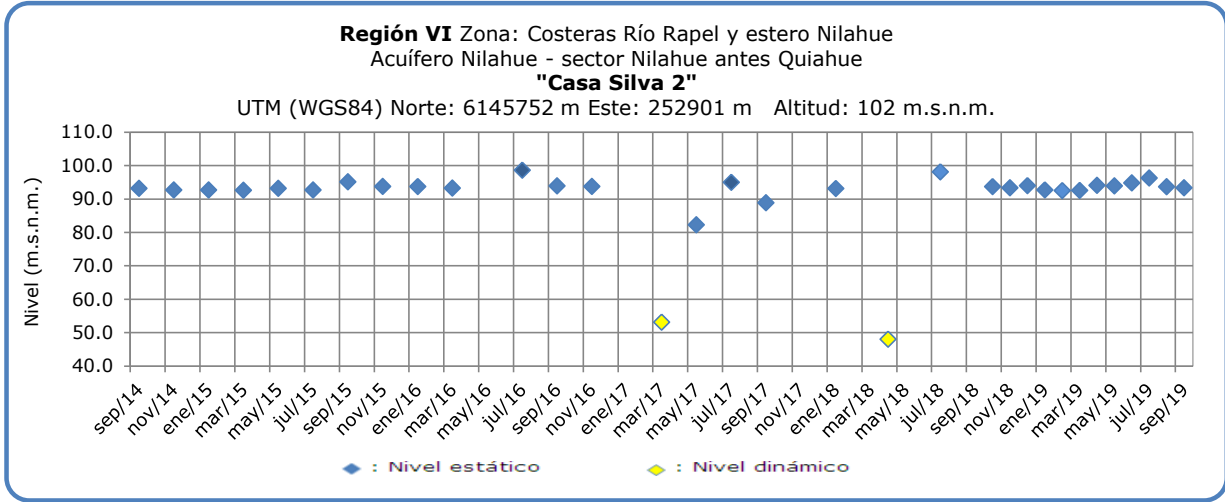 Región VI Zona: Costeras Río Rapel y estero Nilahue
Acuífero Nilahue - sector Nilahue antes Quiahue
"Casa Silva 2"
UTM (WGS84) Norte: 6145752 m Este: 252901 m Altitud: 102 m.s.n.m.
Nivel (m.s.n.m.)
110.0
100.0
90.0
80.0
70.0
60.0
50.0
40.0
sep/14 nov/14 ene/15 mar/15 may/15 jul/15 sep/15 nov/15 ene/16 mar/16 may/16 jul/16 sep/16 nov/16 ene/17 mar/17 may/17 jul/17 sep/17 nov/17 ene/18 mar/18 may/18 jul/18 sep/18 nov/18 ene/19 mar/19 may/19 jul/19 sep/19
: Nivel estático : Nivel dinámico